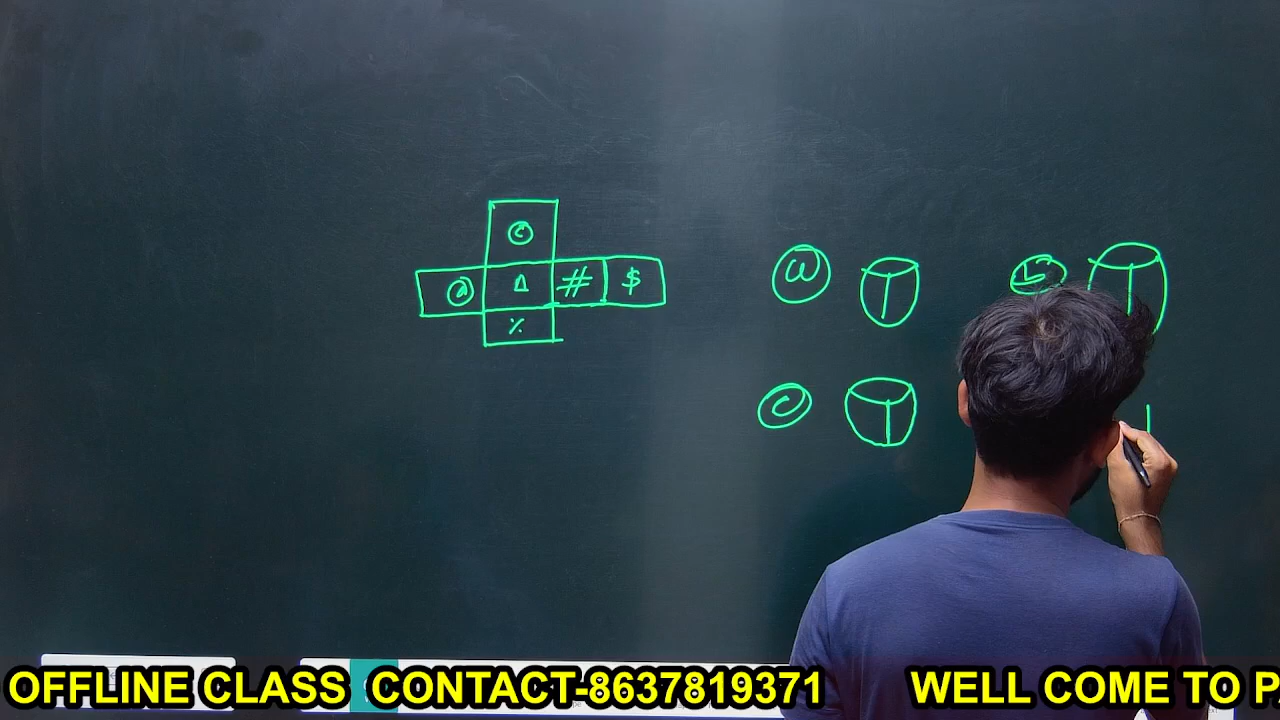 ©
@ Δ # $
%
a b
c
OFFLINE CLASS CONTACT-8637819371 WELL COME TO P